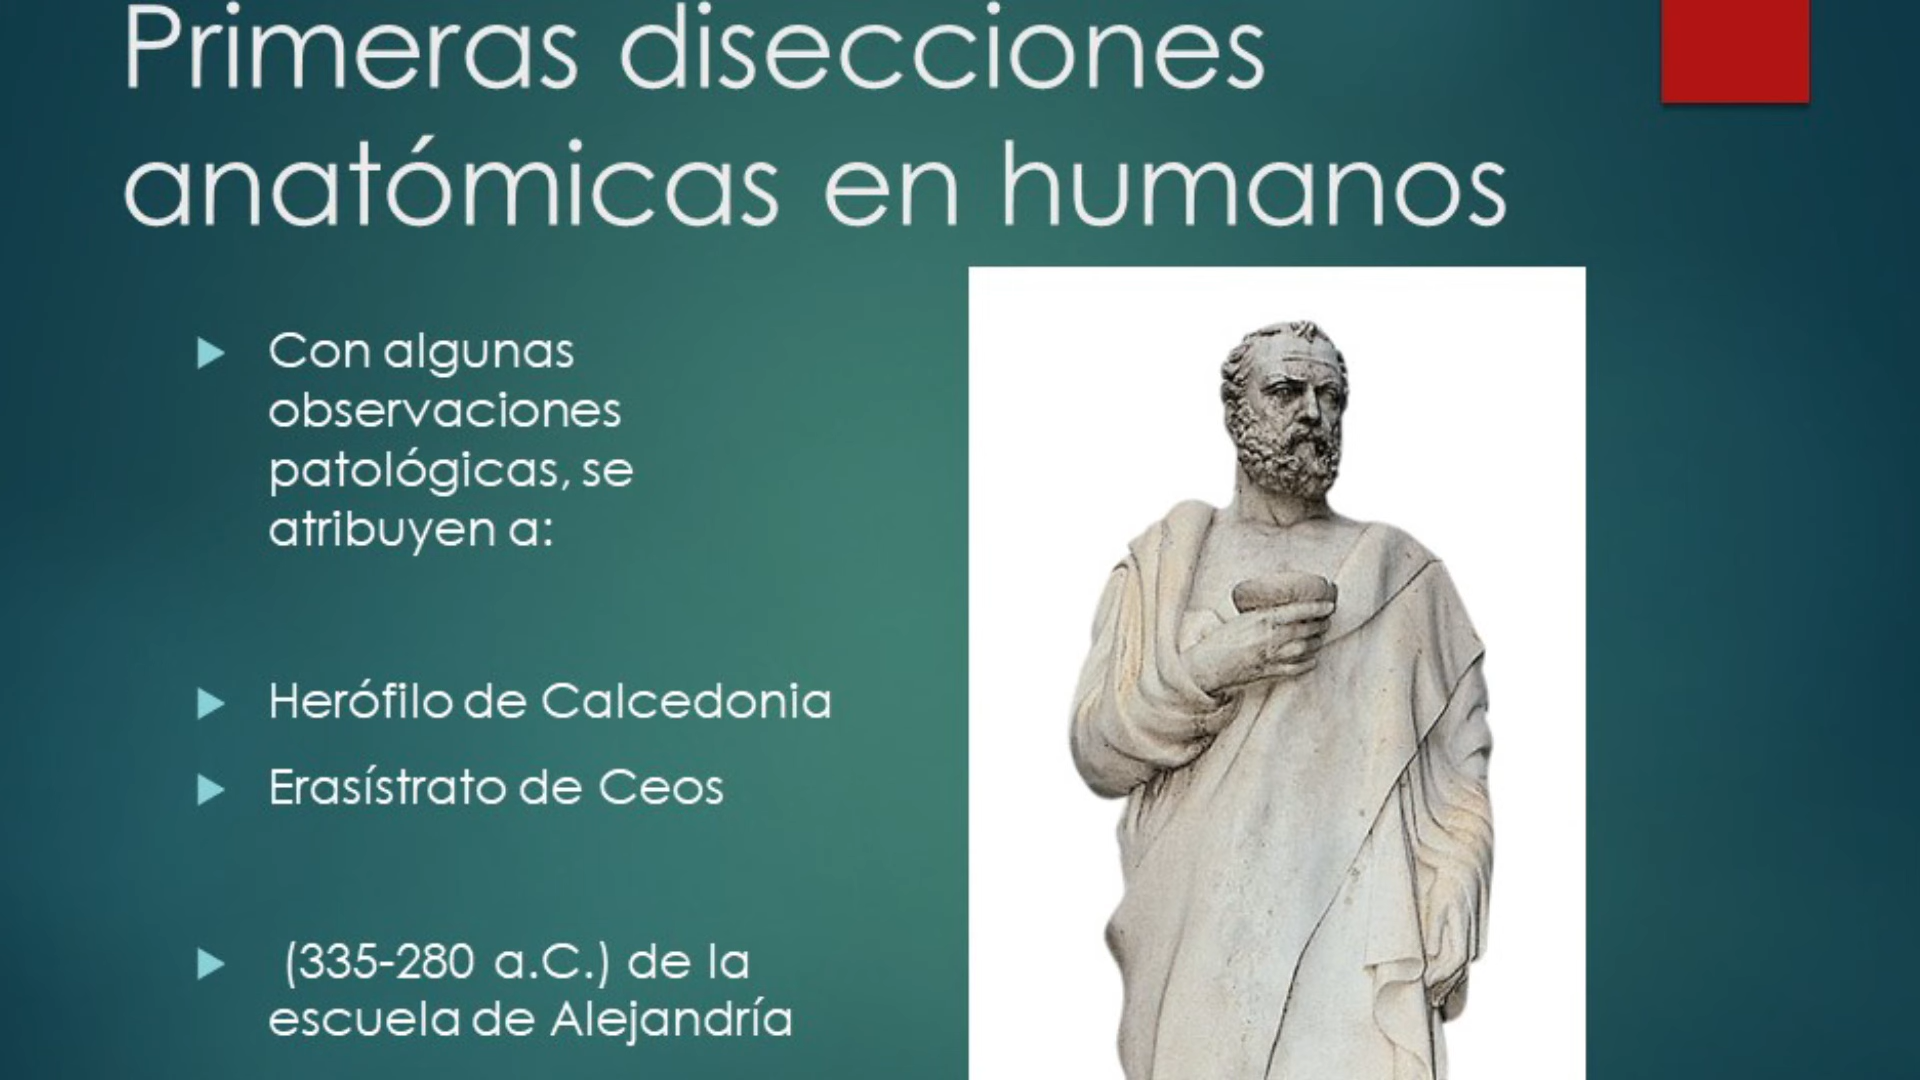 Primeras disecciones
anatómicas en humanos
Con algunas
observaciones
patológicas, se
atribuyen a:
Herófilo de Calcedonia
Erasístrato de Ceos
(335-280 a.C.) de la
escuela de Alejandría